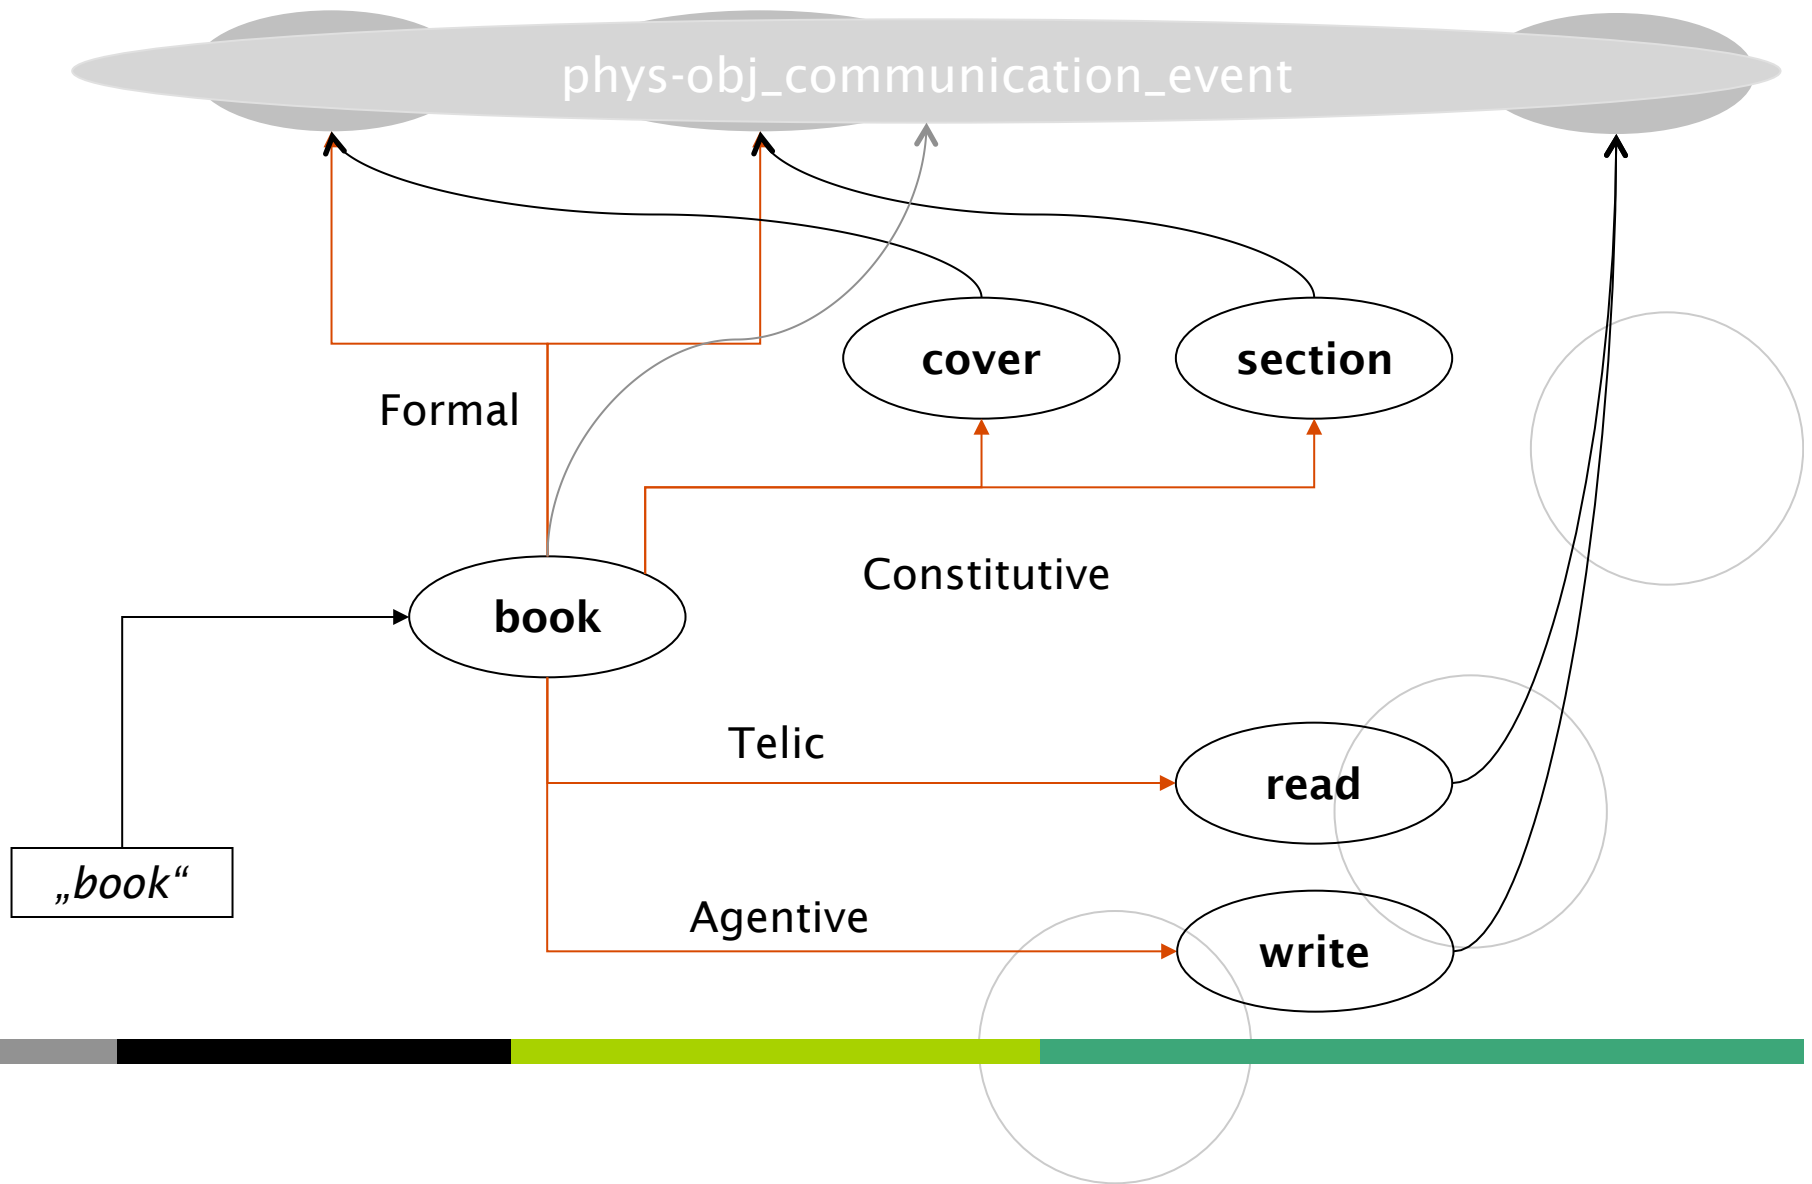 phys-obj_communication_event
cover
section
Formal
Constitutive
book
Telic
read
„book“
Agentive
write